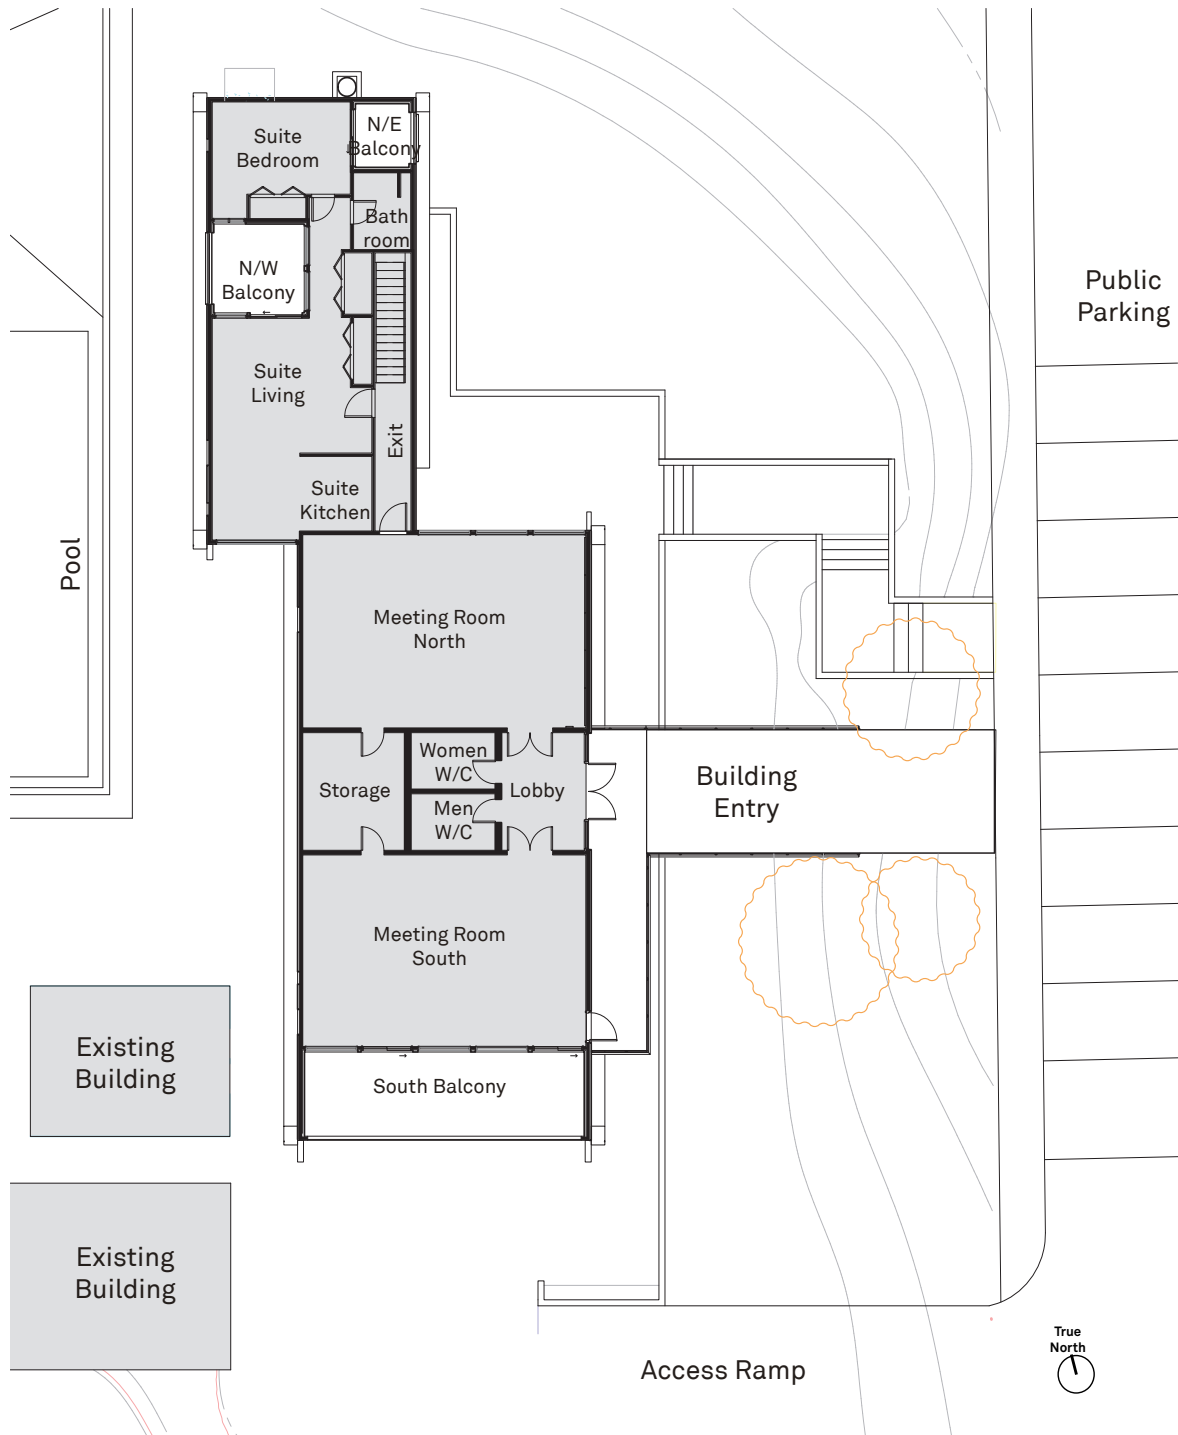 Suite
Bedroom
N/E
Balcony
Bath
room
N/W
Balcony
Public
Parking
Suite
Living
Exit
Suite
Kitchen
Pool
Meeting Room
North
Women
W/C
Storage
Lobby
Men
W/C
Building
Entry
Meeting Room
South
Existing
Building
South Balcony
Existing
Building
Access Ramp
True
North